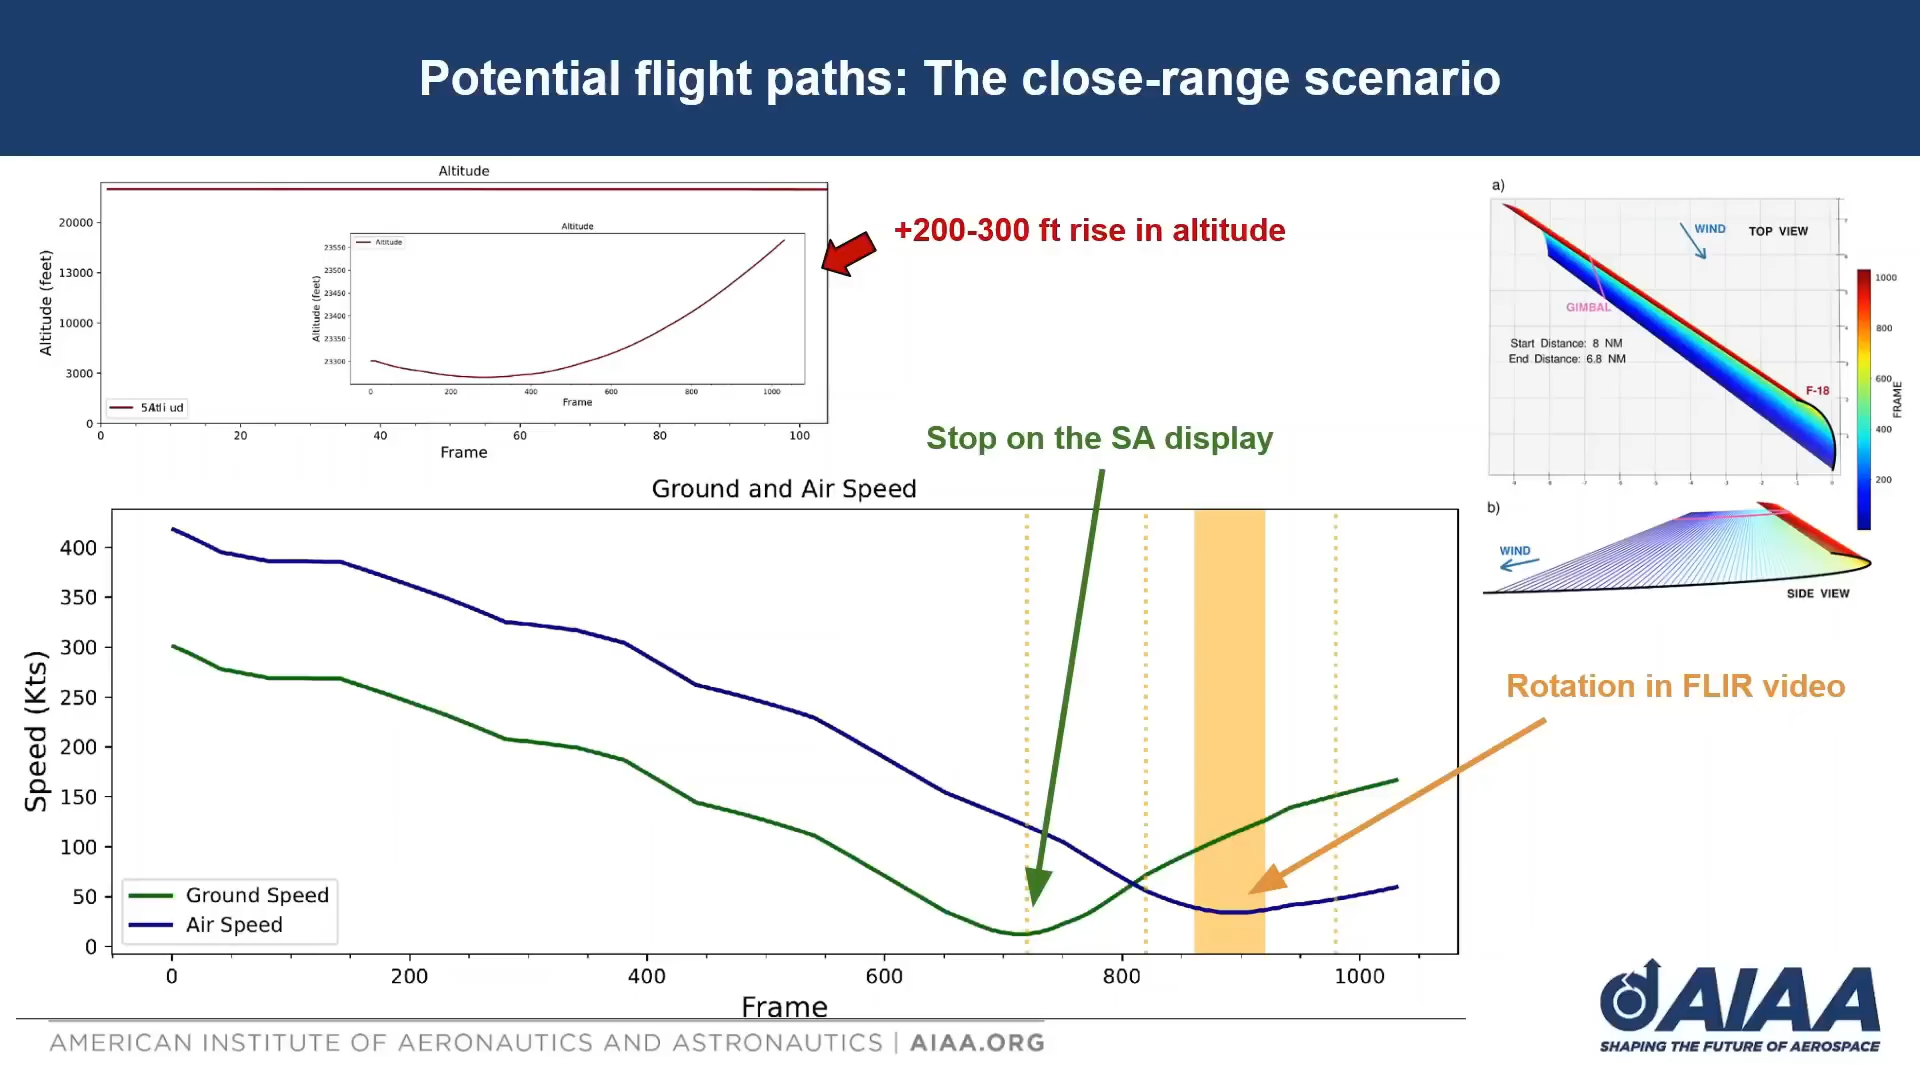 Potential flight paths: The close-range scenario
Altitude
Altitude (feet)
20000
13000
10000
3000
0
0 20 40 60 80 100
Frame
Altitude
Altitude
Altitude (feet)
23550
23500
23450
23400
23350
23300
0 200 400 600 800 1000
Frame
+200-300 ft rise in altitude
Stop on the SA display
Ground and Air Speed
Speed (Kts)
400
350
300
250
200
150
100
50
0
Ground Speed
Air Speed
0 200 400 600 800 1000
Frame
Rotation in FLIR video
a)
WIND
TOP VIEW
GIMBAL
Start Distance: 8 NM
End Distance: 6.8 NM
F-18
1000
800
600
400
200
FRAME
b)
WIND
SIDE VIEW
AMERICAN INSTITUTE OF AERONAUTICS AND ASTRONAUTICS | AIAA.ORG
AIAA
SHAPING THE FUTURE OF AEROSPACE